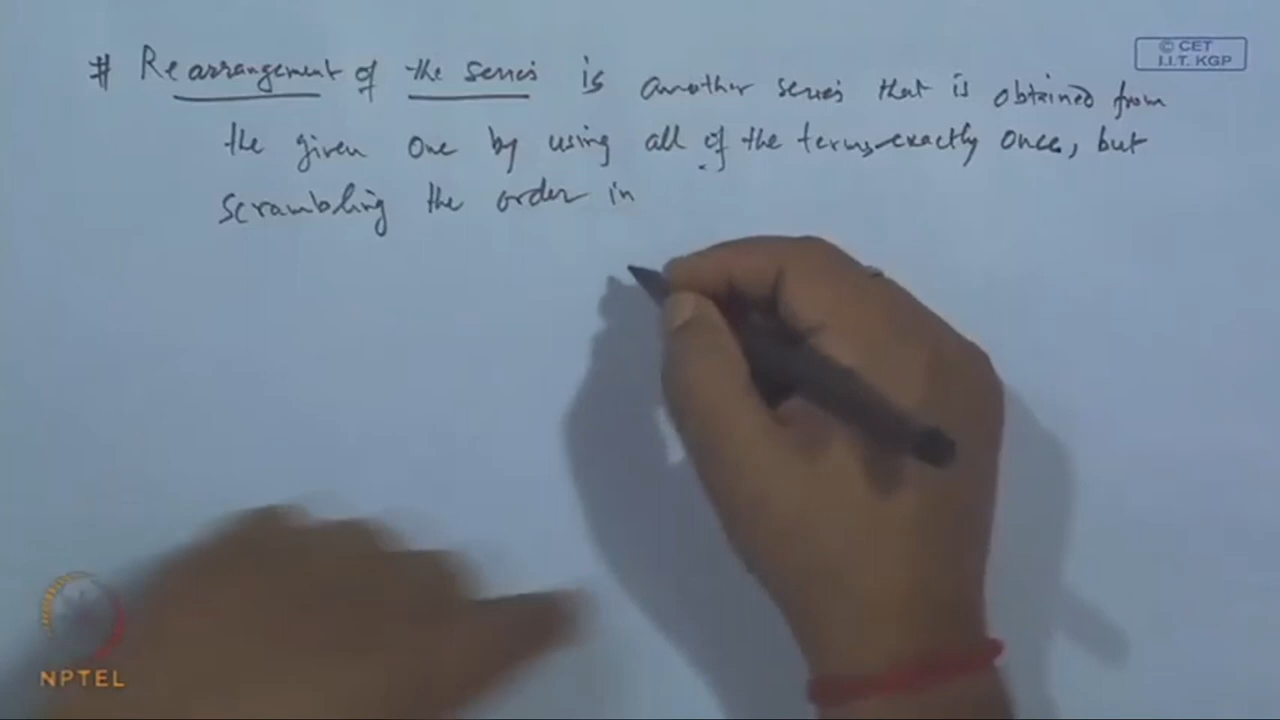 # Rearrangement of the series is another series that is obtained from
the given one by using all of the terms exactly once, but
scrambling the order in
© CET
I.I.T. KGP
NPTEL